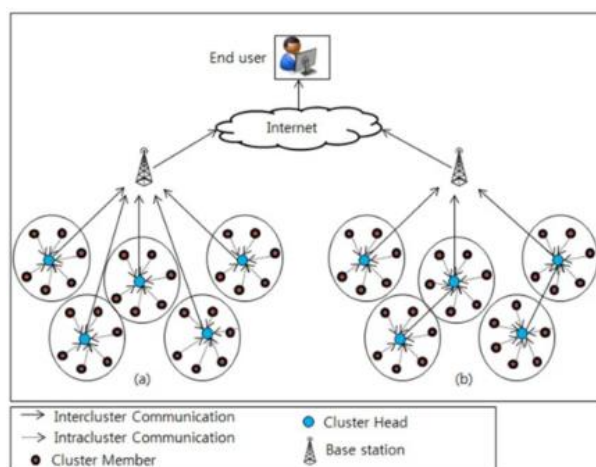 End user
Internet
(a)
(b)
Intercluster Communication
Intracluster Communication
Cluster Member
Cluster Head
Base station